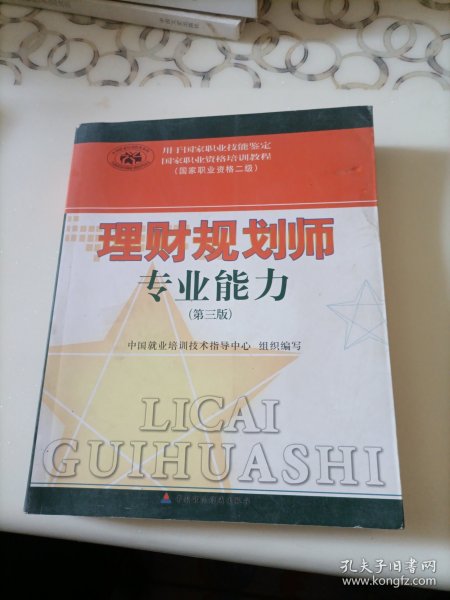 用于国家职业技能鉴定
国家职业资格培训教程
(国家职业资格二级)
理财规划师
专业能力
(第三版)
中国就业培训技术指导中心 组织编写
LICAI
GUIHUASHI
孔夫子旧书网
www.kongfz.com